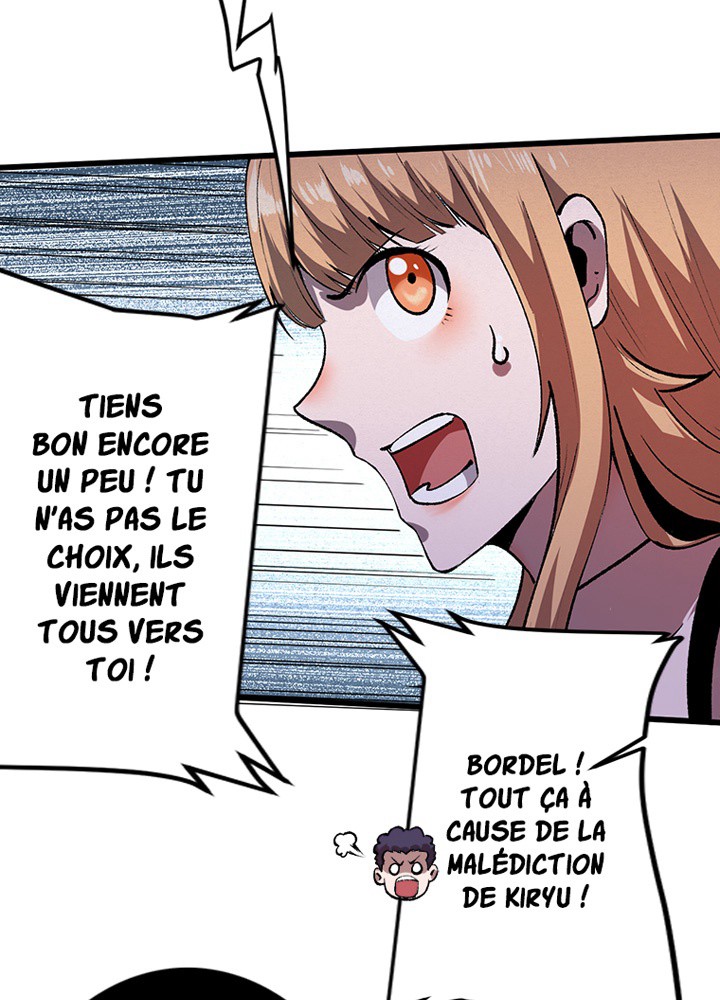 TIENS
BON ENCORE
UN PEU ! TU
N'AS PAS LE
CHOIX, ILS
VIENNENT
TOUS VERS
TOI !
BORDEL !
TOUT ÇA À
CAUSE DE LA
MALÉDICTION
DE KIRYU !